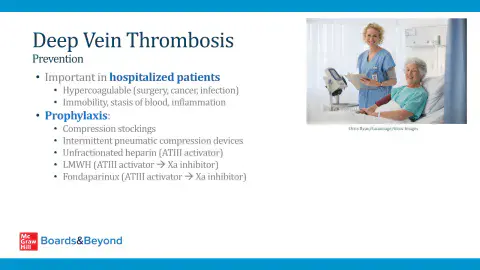 Deep Vein Thrombosis
Prevention
• Important in hospitalized patients
• Hypercoagulable (surgery, cancer, infection)
• Immobility, stasis of blood, inflammation
• Prophylaxis:
• Compression stockings
• Intermittent pneumatic compression devices
• Unfractionated heparin (ATIII activator)
• LMWH (ATIII activator → Xa inhibitor)
• Fondaparinux (ATIII activator → Xa inhibitor)
Mc
Graw
Hill
Boards&Beyond